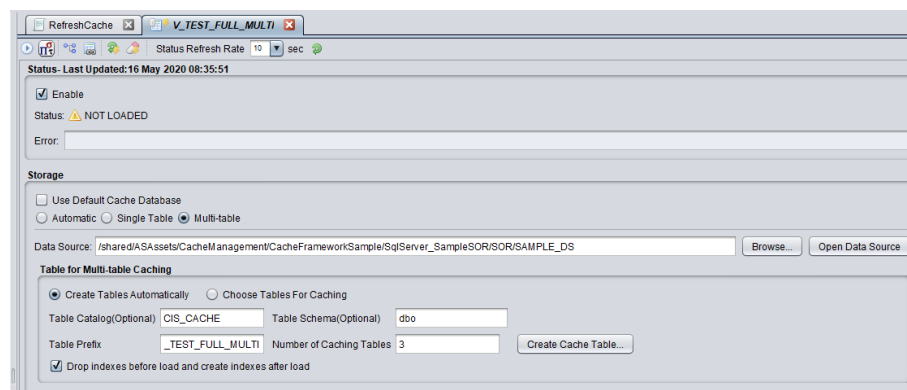 RefreshCache V_TEST_FULL_MULTI
Status Refresh Rate 10 sec
Status- Last Updated:16 May 2020 08:35:51
Enable
Status: NOT LOADED
Error:
Storage
Use Default Cache Database
Automatic Single Table Multi-table
Data Source: /shared/ASAssets/CacheManagement/CacheFrameworkSample/SqlServer_SampleSOR/SOR/SAMPLE_DS Browse... Open Data Source
Table for Multi-table Caching
Create Tables Automatically Choose Tables For Caching
Table Catalog(Optional) CIS_CACHE Table Schema(Optional) dbo
Table Prefix _TEST_FULL_MULTI Number of Caching Tables 3 Create Cache Table...
Drop indexes before load and create indexes after load